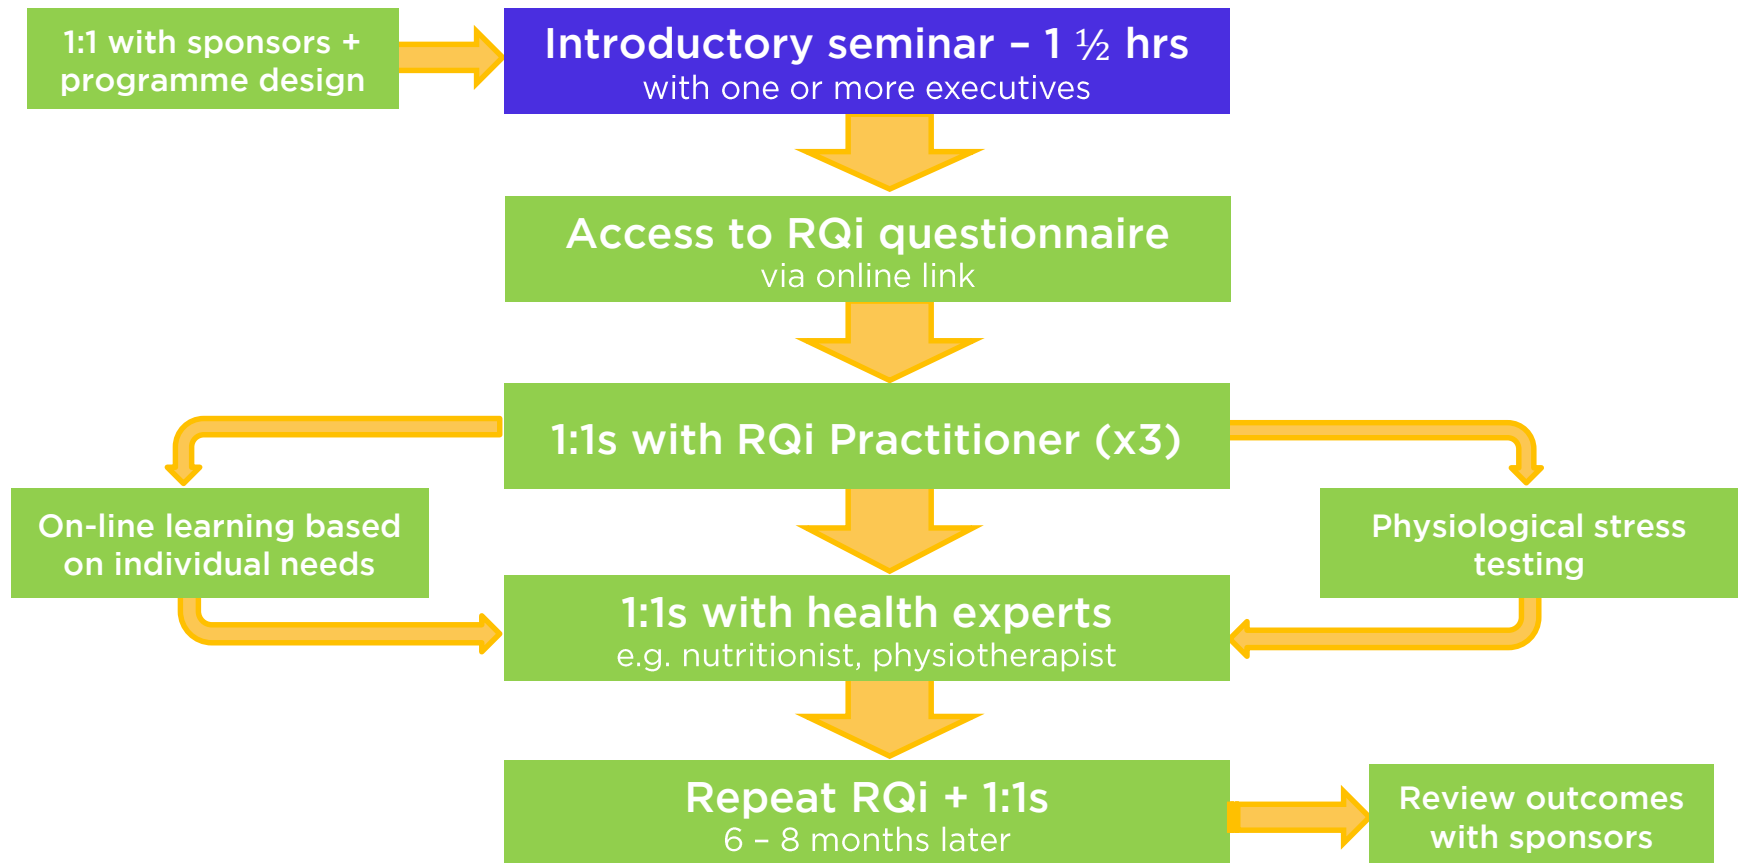 1:1 with sponsors +
programme design
Introductory seminar – 1 ½ hrs
with one or more executives
Access to RQi questionnaire
via online link
1:1s with RQi Practitioner (x3)
On-line learning based
on individual needs
Physiological stress
testing
1:1s with health experts
e.g. nutritionist, physiotherapist
Repeat RQi + 1:1s
6 – 8 months later
Review outcomes
with sponsors